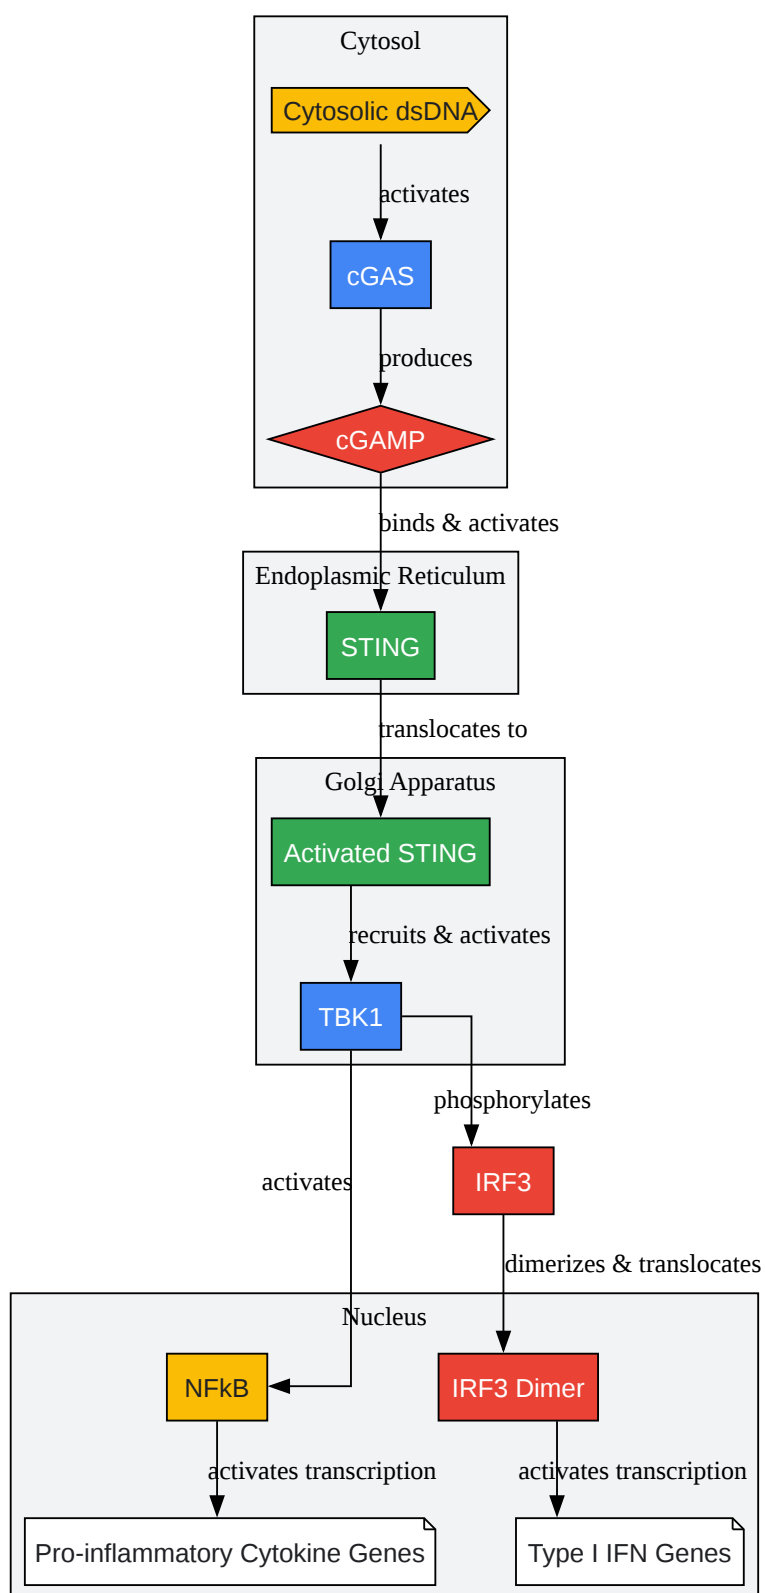 Cytosol
Cytosolic dsDNA
activates
cGAS
produces
cGAMP
binds & activates
Endoplasmic Reticulum
STING
translocates to
Golgi Apparatus
Activated STING
recruits & activates
TBK1
phosphorylates
activates
IRF3
dimerizes & translocates
Nucleus
NFkB
IRF3 Dimer
activates transcription
activates transcription
Pro-inflammatory Cytokine Genes
Type I IFN Genes